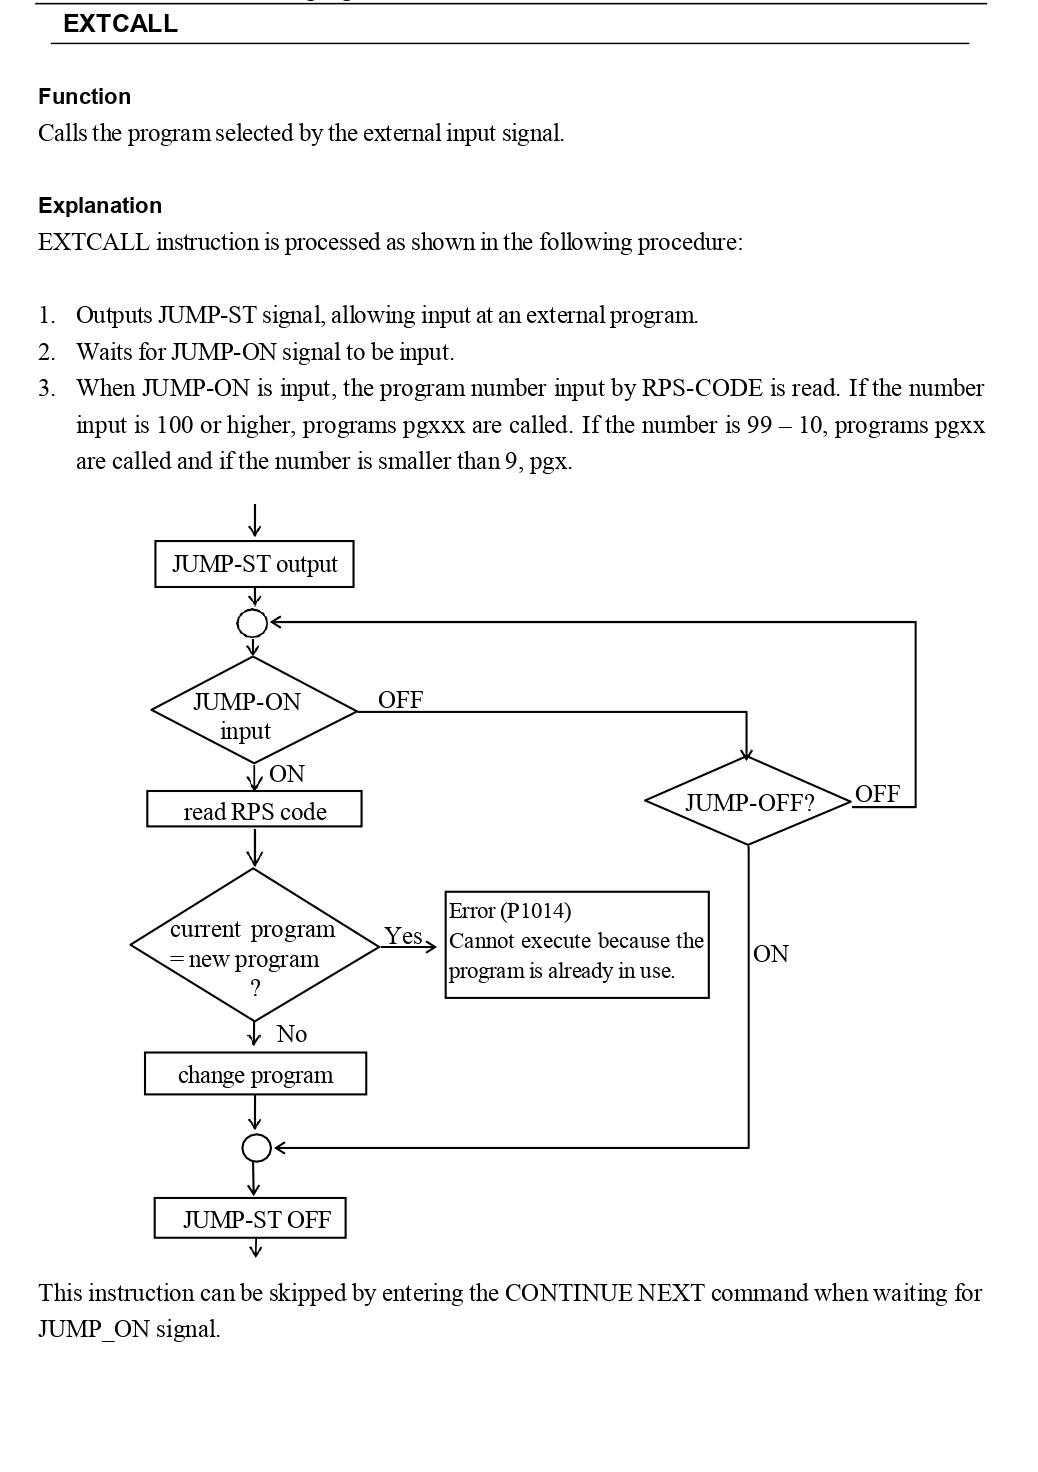 EXTCALL
Function
Calls the program selected by the external input signal.
Explanation
EXTCALL instruction is processed as shown in the following procedure:
1. Outputs JUMP-ST signal, allowing input at an external program.
2. Waits for JUMP-ON signal to be input.
3. When JUMP-ON is input, the program number input by RPS-CODE is read. If the number
input is 100 or higher, programs pgxxx are called. If the number is 99 – 10, programs pgxx
are called and if the number is smaller than 9, pgx.
JUMP-ST output
JUMP-ON
input
OFF
ON
JUMP-OFF?
OFF
read RPS code
current program
= new program
?
Yes
Error (P1014)
Cannot execute because the
program is already in use.
ON
No
change program
JUMP-ST OFF
This instruction can be skipped by entering the CONTINUE NEXT command when waiting for
JUMP_ON signal.